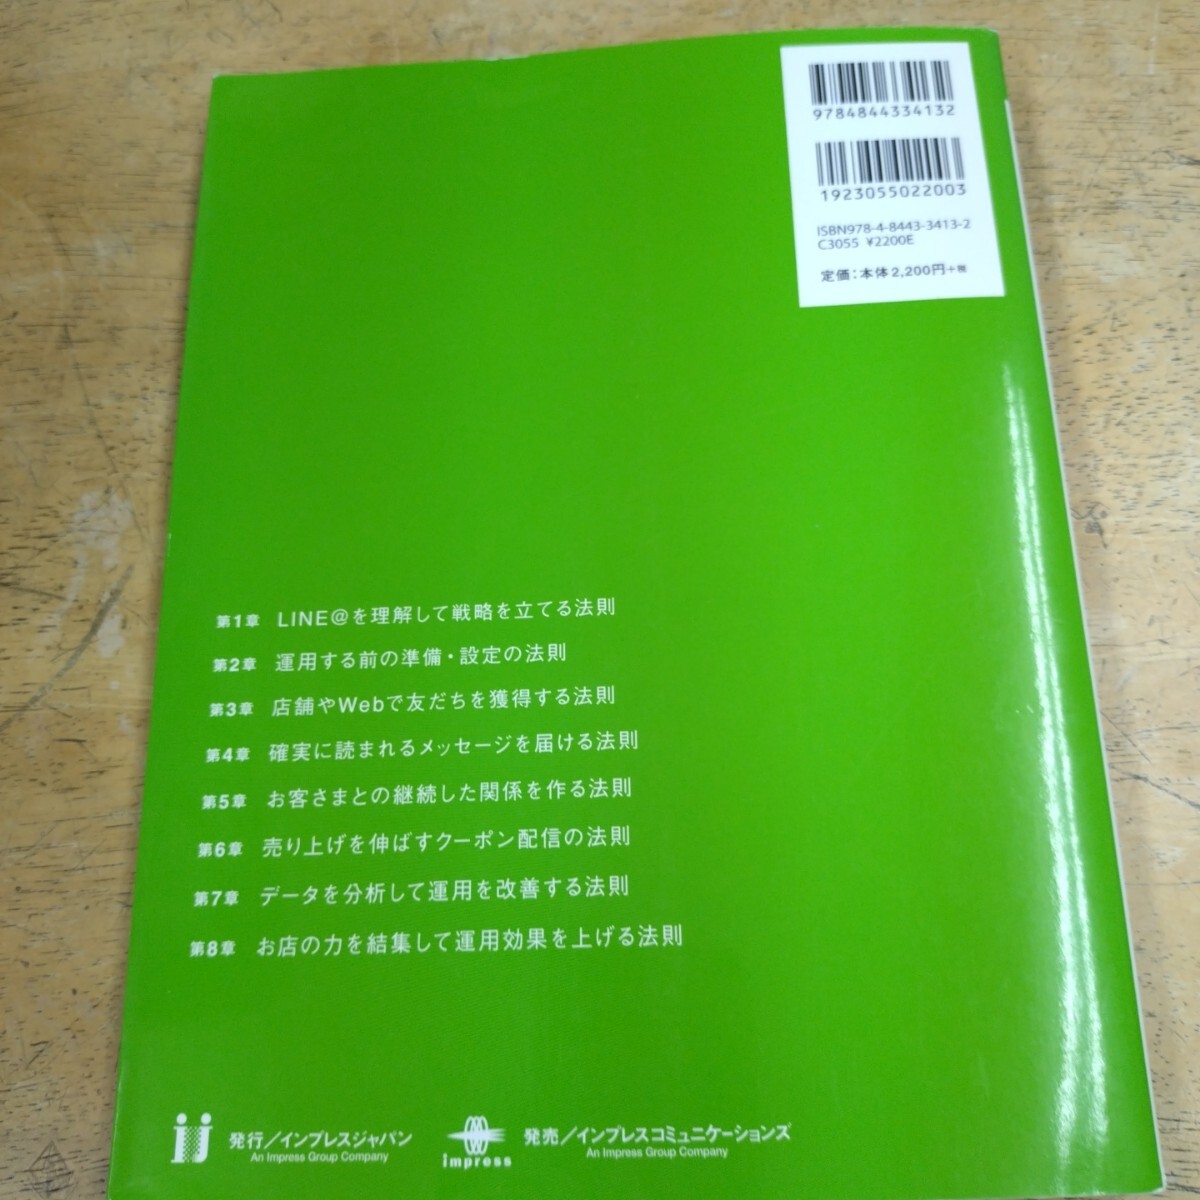 9784844334132
1923055022003
ISBN978-4-8443-3413-2
C3055 ¥2200E
定価：本体2,200円+税
第1章 LINE@を理解して戦略を立てる法則
第2章 運用する前の準備・設定の法則
第3章 店舗やWebで友だちを獲得する法則
第4章 確実に読まれるメッセージを届ける法則
第5章 お客さまとの継続した関係を作る法則
第6章 売り上げを伸ばすクーポン配信の法則
第7章 データを分析して運用を改善する法則
第8章 お店の力を結集して運用効果を上げる法則
iJ 発行／インプレスジャパン
An Impress Group Company
impress 発売／インプレスコミュニケーションズ
An Impress Group Company